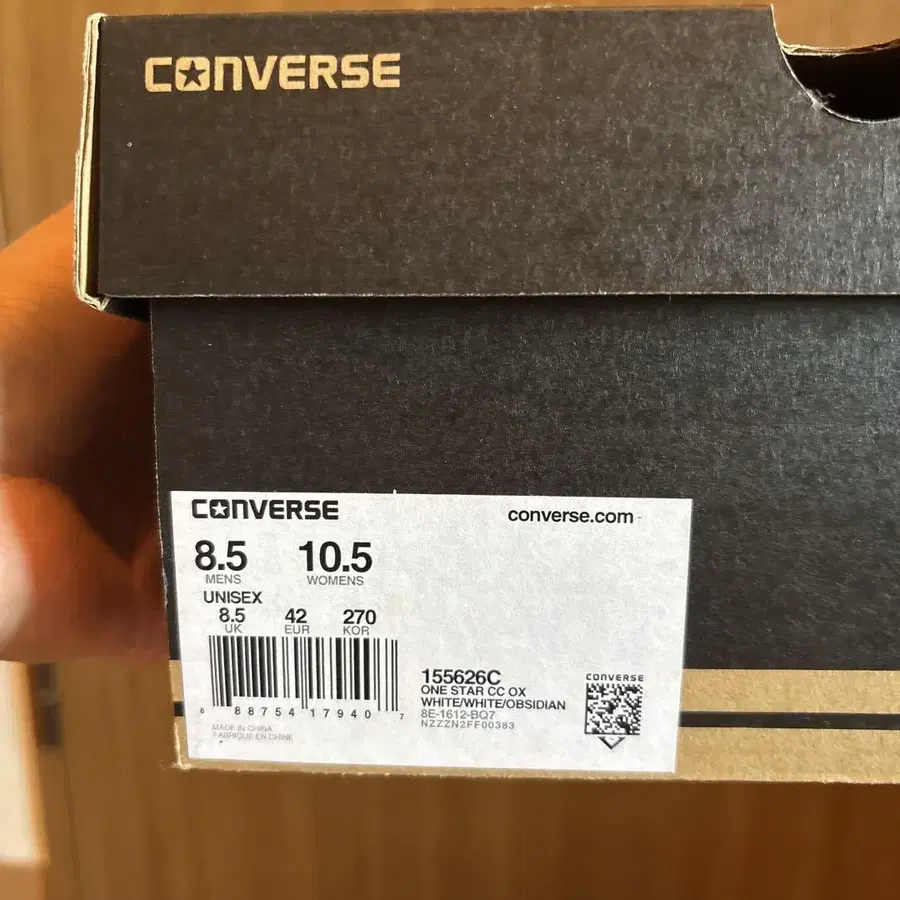 CONVERSE
CONVERSE
converse.com
8.5 10.5
MENS WOMENS
UNISEX
8.5 42 270
UK EUR KOR
8 88754 17940 7
MADE IN CHINA
FABRIQUE EN CHINE
155626C
ONE STAR CC OX
WHITE/WHITE/OBSIDIAN
8E-1612-BQ7
NZZZN2FF00383
CONVERSE